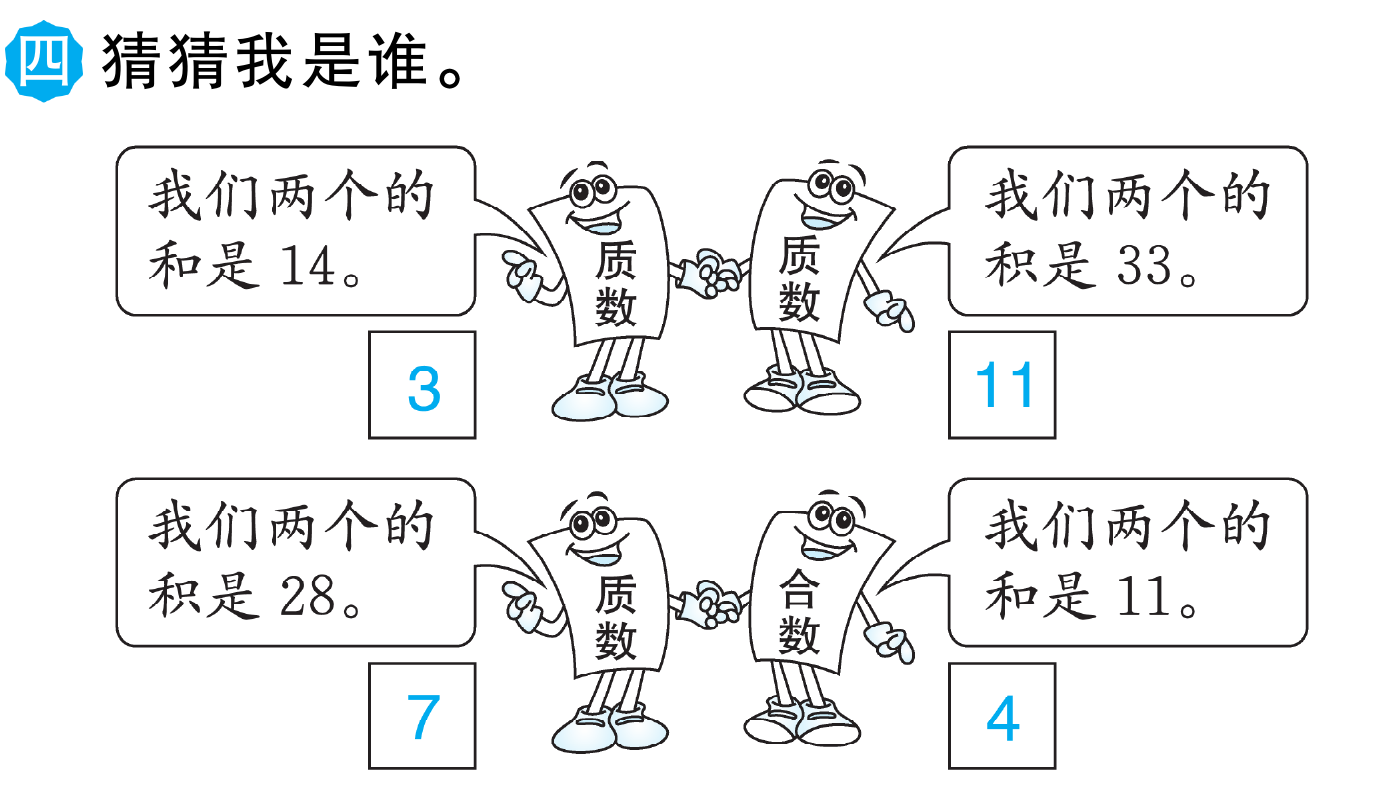 四 猜猜我是谁。
我们两个的
和是 14。
质
数
质
数
我们两个的
积是 33。
3
11
我们两个的
积是 28。
质
数
合
数
我们两个的
和是 11。
7
4